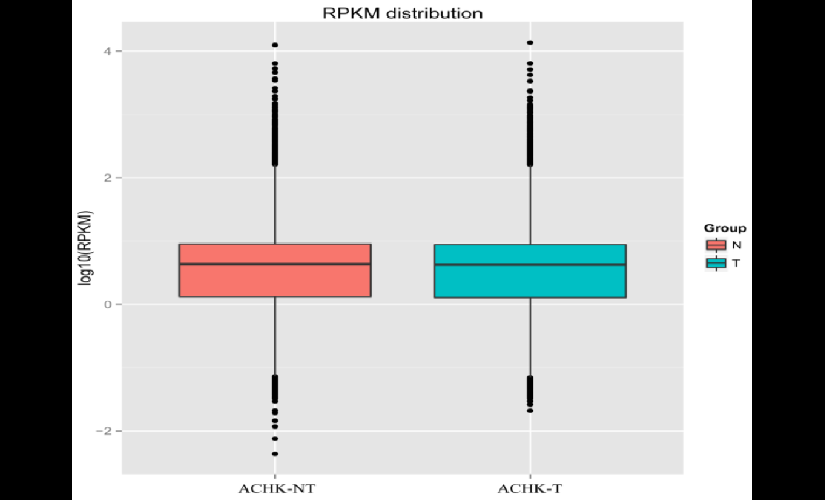 RPKM distribution
4
2
0
−2
log10(RPKM)
ACHK-NT
ACHK-T
Group
N
T